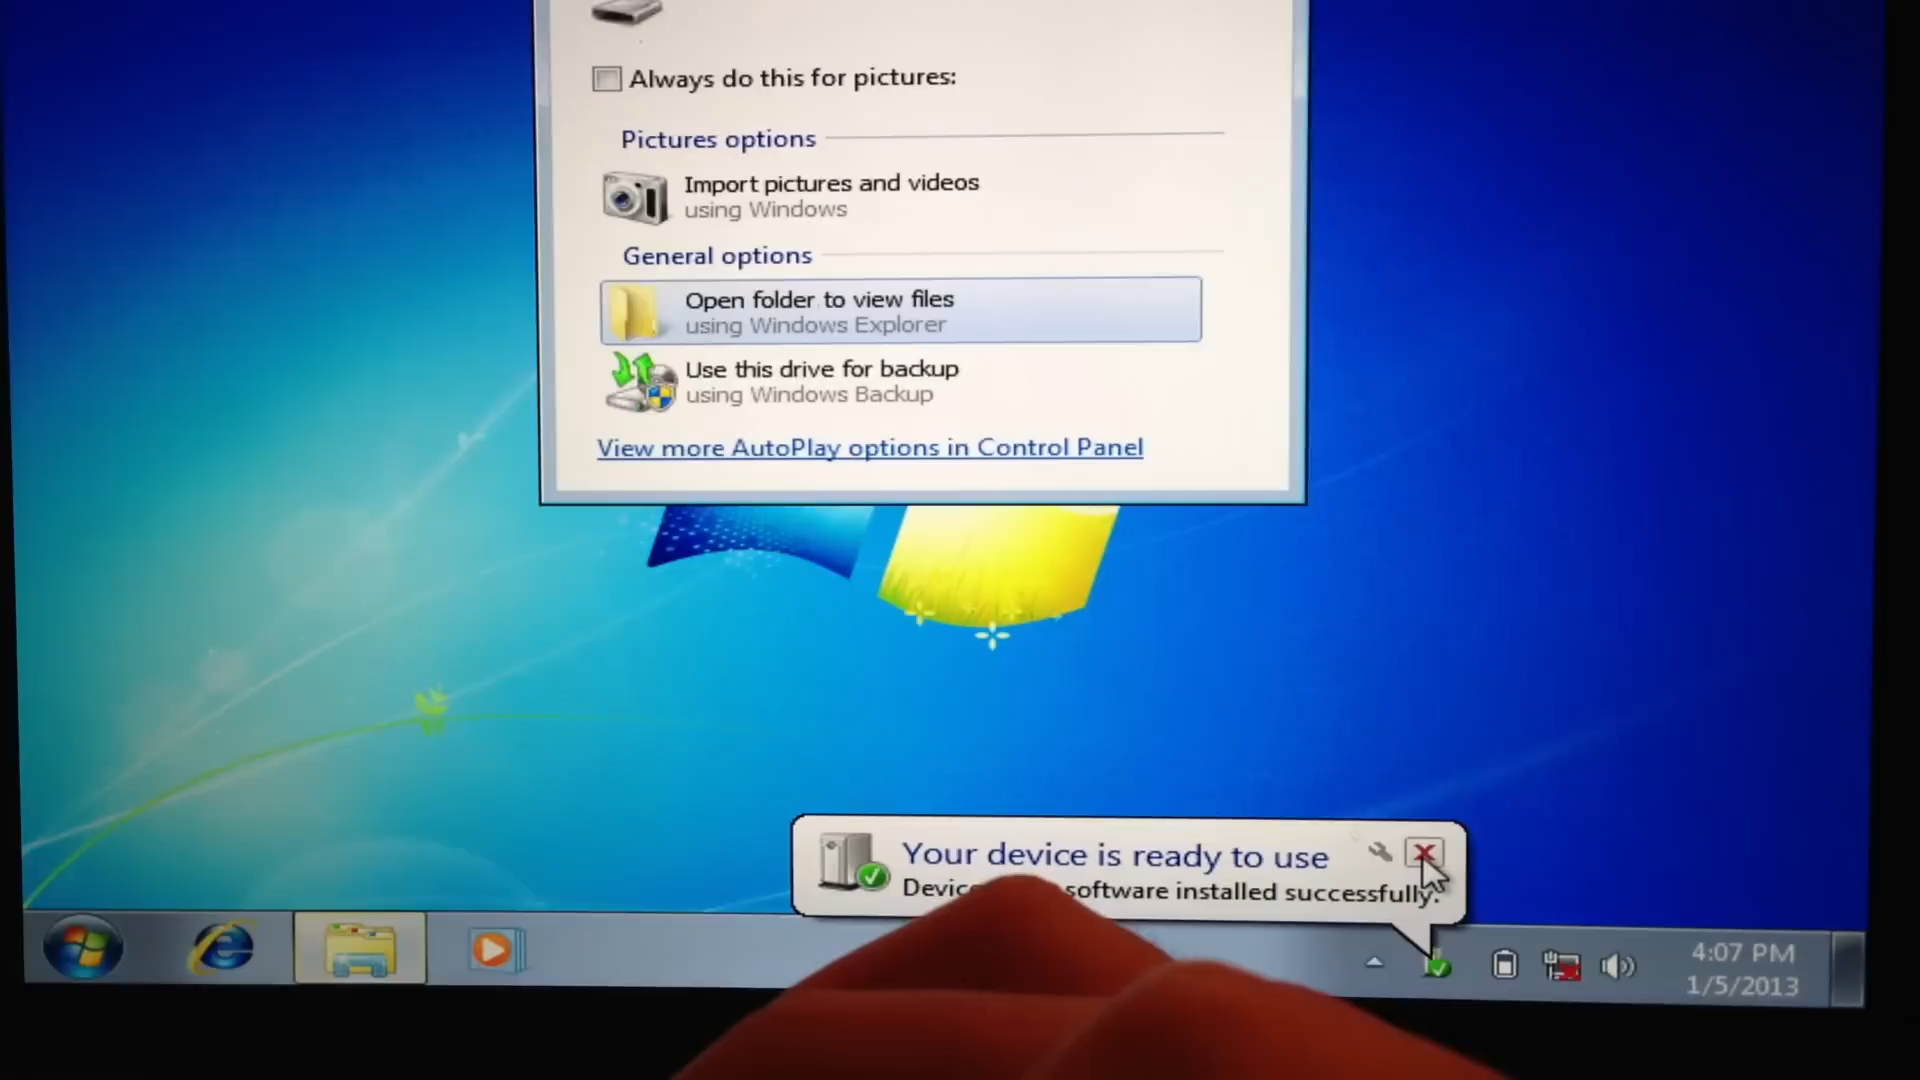 Always do this for pictures:
Pictures options
Import pictures and videos
using Windows
General options
Open folder to view files
using Windows Explorer
Use this drive for backup
using Windows Backup
View more AutoPlay options in Control Panel
Your device is ready to use
software installed successfully.
4:07 PM
1/5/2013